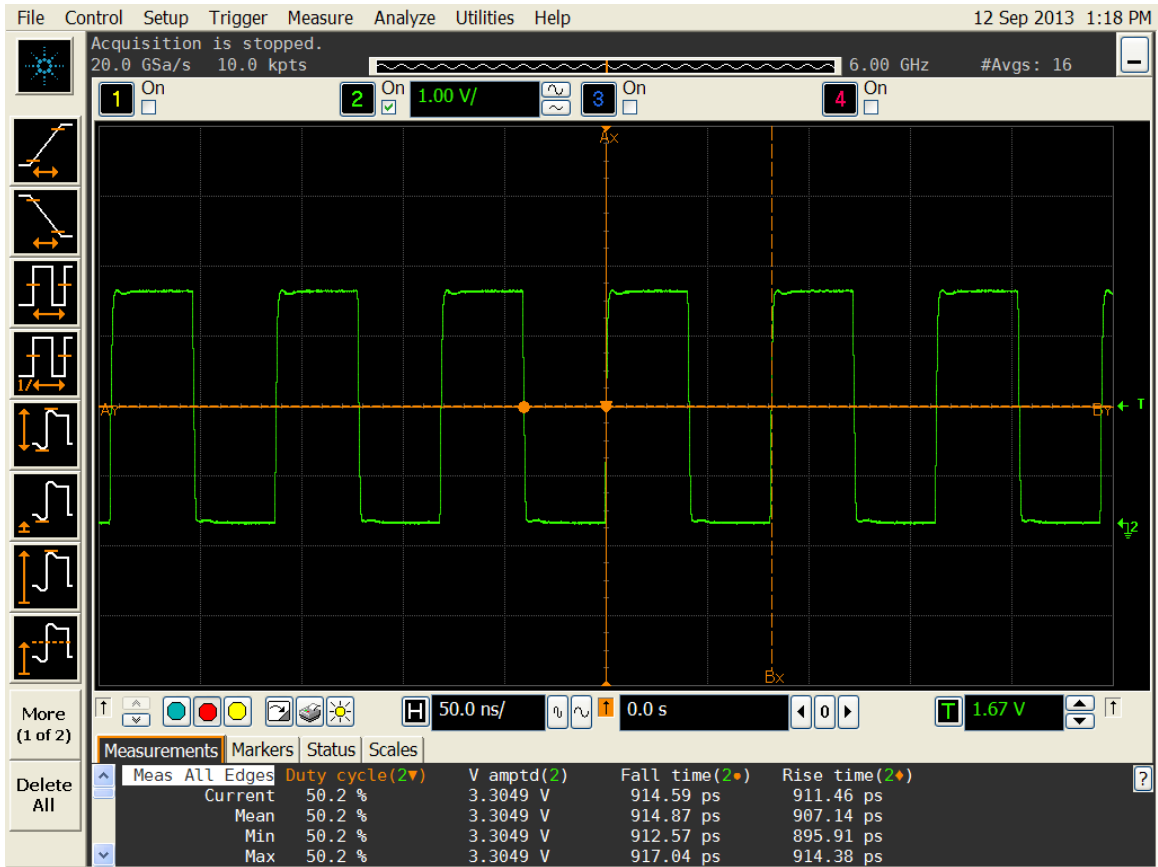 File Control Setup Trigger Measure Analyze Utilities Help 12 Sep 2013 1:18 PM
Acquisition is stopped.
20.0 GSa/s 10.0 kpts 6.00 GHz #Avgs: 16
1 On 2 On 1.00 V/ 3 On 4 On
Ax
AY BY T
2
Bx
1/
More
(1 of 2)
Delete
All
H 50.0 ns/ 0.0 s 0 T 1.67 V
Measurements Markers Status Scales
Meas All Edges Duty cycle(2▼) V amptd(2) Fall time(2●) Rise time(2♦) ?
Current 50.2 % 3.3049 V 914.59 ps 911.46 ps
Mean 50.2 % 3.3049 V 914.87 ps 907.14 ps
Min 50.2 % 3.3049 V 912.57 ps 895.91 ps
Max 50.2 % 3.3049 V 917.04 ps 914.38 ps